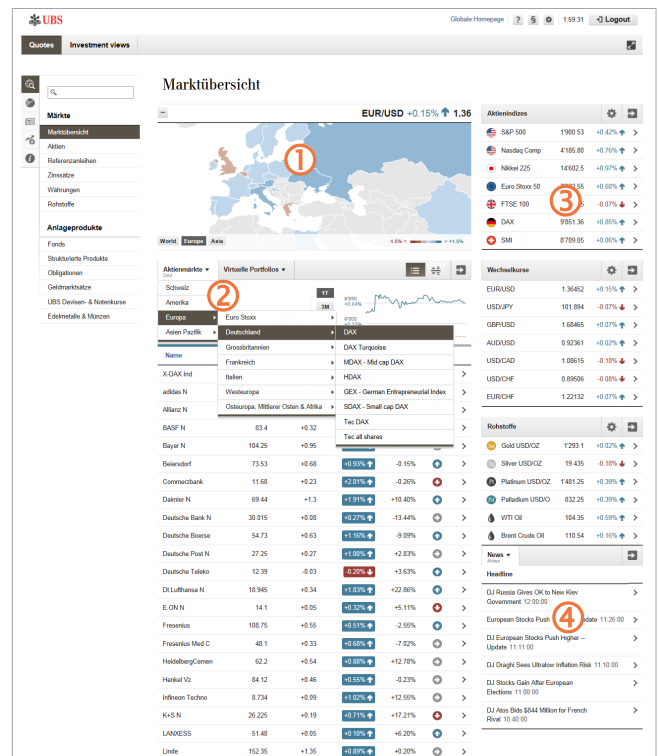 UBS
Globale Homepage ? § 1:59:31 Logout
Quotes Investment views
Marktübersicht
Märkte
Marktübersicht
Aktien
Referenzanleihen
Zinssätze
Währungen
Rohstoffe
Anlageprodukte
Fonds
Strukturierte Produkte
Obligationen
Geldmarktsätze
UBS Devisen- & Notenkurse
Edelmetalle & Münzen
EUR/USD +0.15% 1.36
1
World Europe Asia
-1.5% < > +1.5%
Aktienmärkte Virtuelle Portfolios
DAX
Schweiz
Amerika
Europa
Asien Pazifik
2
1T
3M
9'850
+0.84%
9'800
Euro Stoxx
Deutschland
Grossbritannien
Frankreich
Italien
Westeuropa
Osteuropa, Mittlerer Osten & Afrika
DAX
DAX Turquoise
MDAX - Mid cap DAX
HDAX
GEX - German Entrepreneurial Index
SDAX - Small cap DAX
Tec DAX
Tec all shares
Name
X-DAX Ind
adidas N
Allianz N
BASF N 83.4 +0.32
Bayer N 104.25 +0.95
Beiersdorf 73.53 +0.68 +0.93% -0.15%
Commerzbank 11.68 +0.23 +2.01% -0.26%
Daimler N 69.44 +1.3 +1.91% +10.40%
Deutsche Bank N 30.015 +0.08 +0.27% -13.44%
Deutsche Boerse 54.73 +0.63 +1.16% -9.09%
Deutsche Post N 27.25 +0.27 +1.00% +2.83%
Deutsche Teleko 12.39 -0.03 -0.20% +3.63%
Dt.Lufthansa N 18.945 +0.34 +1.83% +22.86%
E.ON N 14.1 +0.05 +0.32% +5.11%
Fresenius 108.75 +0.55 +0.51% -2.55%
Fresenius Med C 48.1 +0.33 +0.68% -7.02%
HeidelbergCemen 62.2 +0.54 +0.88% +12.78%
Henkel Vz 84.12 +0.46 +0.55% -0.23%
Infineon Techno 8.734 +0.09 +1.02% +12.55%
K+S N 26.225 +0.19 +0.71% +17.21%
LANXESS 51.48 +0.05 +0.10% +6.20%
Linde 152.35 +1.35 +0.89% +0.20%
Aktienindizes
S&P 500 1'900.53 +0.42%
Nasdaq Comp 4'185.80 +0.76%
Nikkei 225 14'602.5 +0.97%
Euro Stoxx 50 +0.60%
FTSE 100 -0.07%
3
DAX 9'851.36 +0.85%
SMI 8'709.05 +0.06%
Wechselkurse
EUR/USD 1.36452 +0.15%
USD/JPY 101.894 -0.07%
GBP/USD 1.68465 +0.07%
AUD/USD 0.92361 +0.02%
USD/CAD 1.08615 -0.10%
USD/CHF 0.89506 -0.08%
EUR/CHF 1.22132 +0.07%
Rohstoffe
Gold USD/OZ 1'293.1 +0.02%
Silver USD/OZ 19.435 -0.18%
Platinum USD/OZ 1'481.25 +0.39%
Palladium USD/O 832.25 +0.39%
WTI Oil 104.35 +0.59%
Brent Crude Oil 110.54 +0.16%
News
Aktien
Headline
DJ Russia Gives OK to New Kiev
Government 12:00:00
European Stocks Push 11:26:00
4
DJ European Stocks Push Higher –
Update 11:11:00
DJ Draghi Sees Ultralow Inflation Risk 11:10:00
DJ Stocks Gain After European
Elections 11:00:00
DJ Atos Bids $844 Million for French
Rival 10:40:00